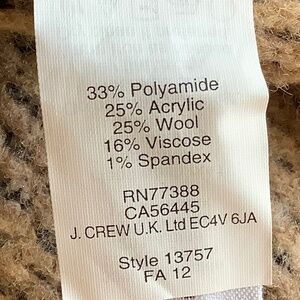 33% Polyamide
25% Acrylic
25% Wool
16% Viscose
1% Spandex
RN77388
CA56445
J. CREW U.K. Ltd EC4V 6JA
Style 13757
FA 12